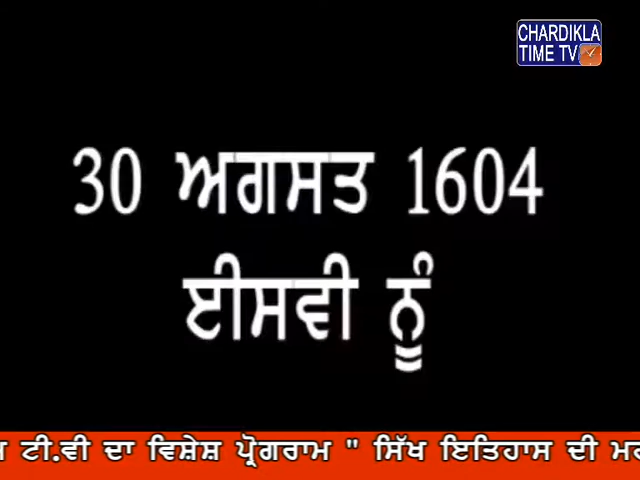 CHARDIKLA
TIME TV
30 ਅਗਸਤ 1604
ਈਸਵੀ ਨੂੰ
ਟੀ.ਵੀ ਦਾ ਵਿਸ਼ੇਸ਼ ਪ੍ਰੋਗਰਾਮ " ਸਿੱਖ ਇਤਿਹਾਸ ਦੀ